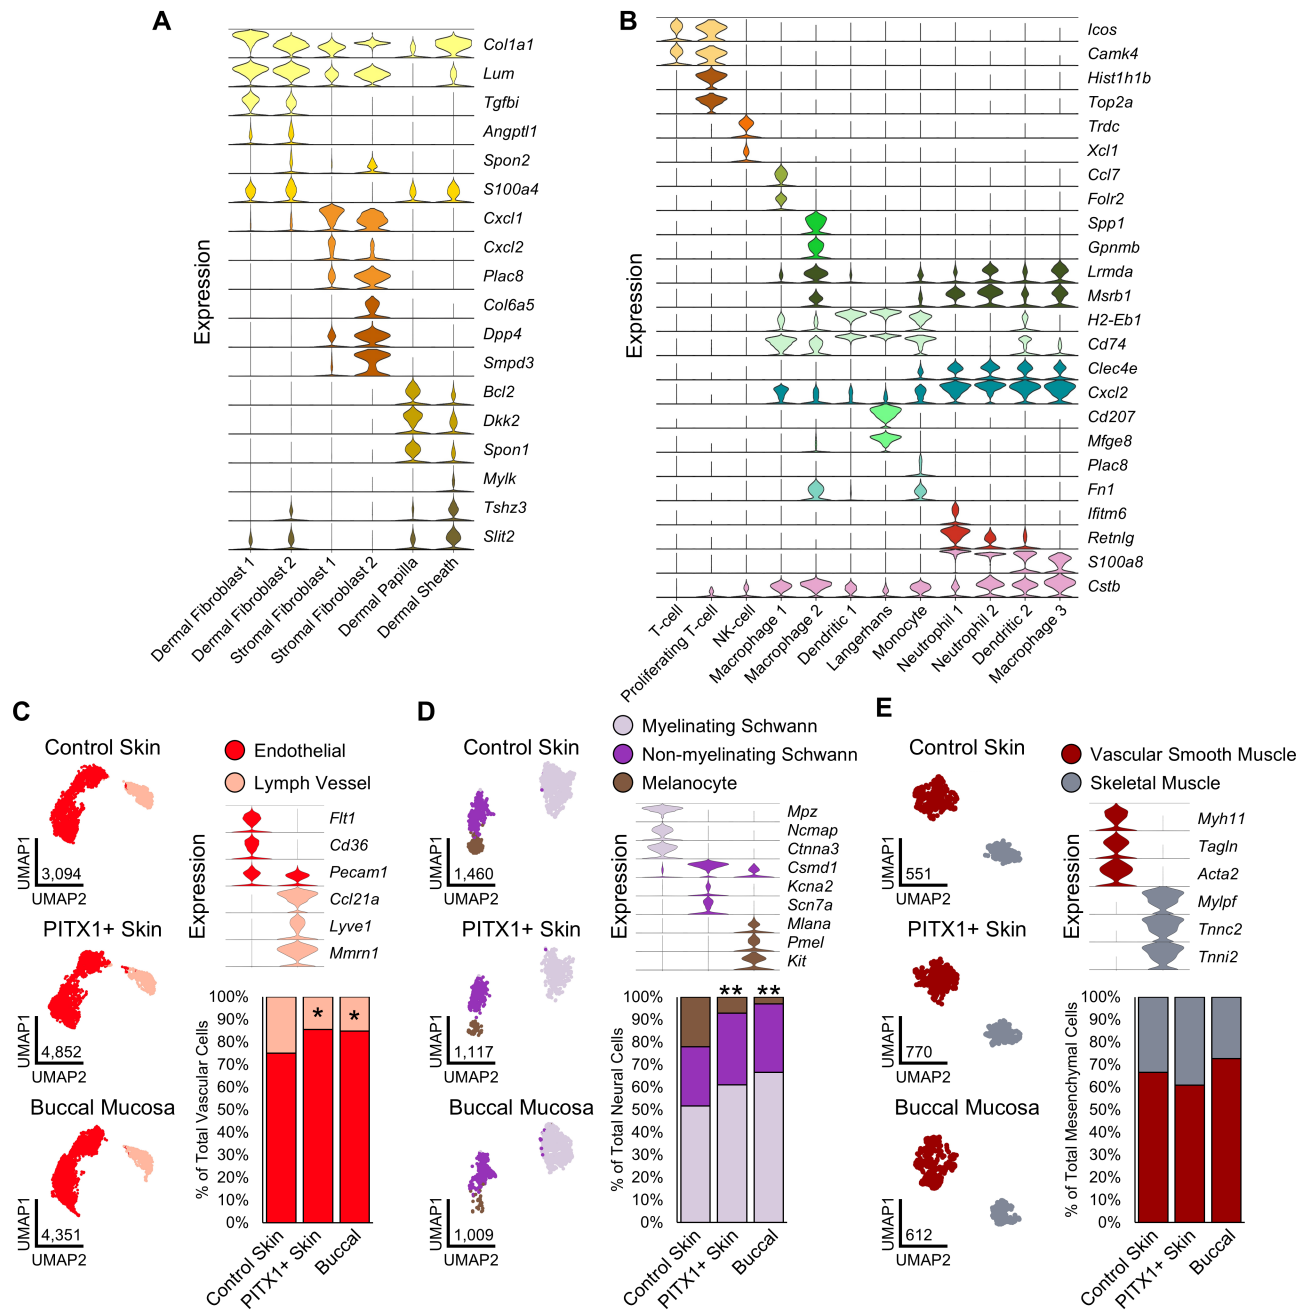 A
Expression
Col1a1
Lum
Tgfbi
Angptl1
Spon2
S100a4
Cxcl1
Cxcl2
Plac8
Col6a5
Dpp4
Smpd3
Bcl2
Dkk2
Spon1
Mylk
Tshz3
Slit2
Dermal Fibroblast 1
Dermal Fibroblast 2
Stromal Fibroblast 1
Stromal Fibroblast 2
Dermal Papilla
Dermal Sheath
B
Expression
Icos
Camk4
Hist1h1b
Top2a
Trdc
Xcl1
Ccl7
Folr2
Spp1
Gpnmb
Lrmda
Msrb1
H2-Eb1
Cd74
Clec4e
Cxcl2
Cd207
Mfge8
Plac8
Fn1
Ifitm6
Retnlg
S100a8
Cstb
T-cell
Proliferating T-cell
NK-cell
Macrophage 1
Macrophage 2
Dendritic 1
Langerhans
Monocyte
Neutrophil 1
Neutrophil 2
Dendritic 2
Macrophage 3
C
Control Skin
UMAP1
3,094
UMAP2
PITX1+ Skin
UMAP1
4,852
UMAP2
Buccal Mucosa
UMAP1
4,351
UMAP2
Endothelial
Lymph Vessel
Expression
Flt1
Cd36
Pecam1
Ccl21a
Lyve1
Mmrn1
% of Total Vascular Cells
100%
90%
80%
70%
60%
50%
40%
30%
20%
10%
0%
* *
Control Skin
PITX1+ Skin
Buccal
D
Control Skin
UMAP1
1,460
UMAP2
PITX1+ Skin
UMAP1
1,117
UMAP2
Buccal Mucosa
UMAP1
1,009
UMAP2
Myelinating Schwann
Non-myelinating Schwann
Melanocyte
Expression
Mpz
Ncmap
Ctnna3
Csmd1
Kcna2
Scn7a
Mlana
Pmel
Kit
% of Total Neural Cells
100%
90%
80%
70%
60%
50%
40%
30%
20%
10%
0%
** **
Control Skin
PITX1+ Skin
Buccal
E
Control Skin
UMAP1
551
UMAP2
PITX1+ Skin
UMAP1
770
UMAP2
Buccal Mucosa
UMAP1
612
UMAP2
Vascular Smooth Muscle
Skeletal Muscle
Expression
Myh11
Tagln
Acta2
Mylpf
Tnnc2
Tnni2
% of Total Mesenchymal Cells
100%
90%
80%
70%
60%
50%
40%
30%
20%
10%
0%
Control Skin
PITX1+ Skin
Buccal